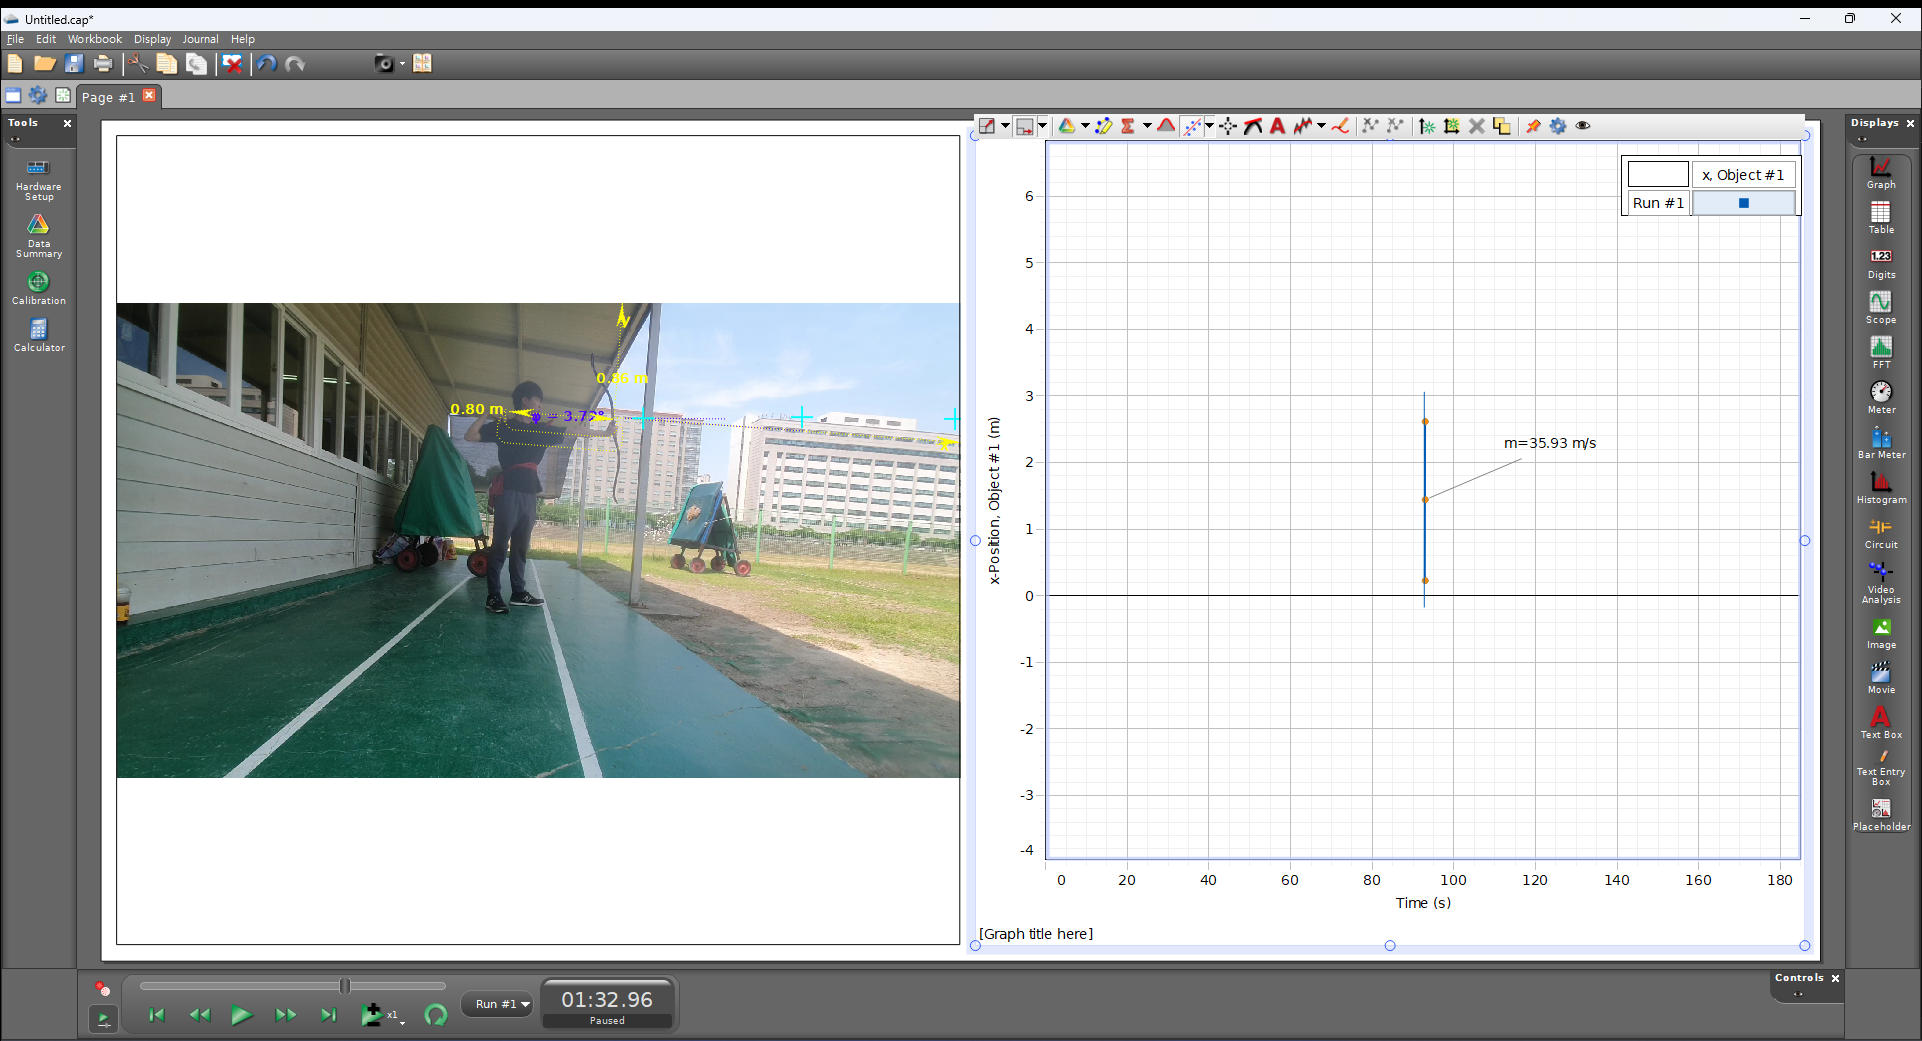 Untitled.cap*
File Edit Workbook Display Journal Help
Page #1
Tools
Hardware
Setup
Data
Summary
Calibration
Calculator
0.80 m
φ = 3.72°
x, Object #1
Run #1
6
5
4
3
2
1
0
-1
-2
-3
-4
x-Position, Object #1 (m)
m=35.93 m/s
0 20 40 60 80 100 120 140 160 180
Time (s)
[Graph title here]
Displays
Graph
Table
1.23
Digits
Scope
FFT
Meter
Bar Meter
Histogram
Circuit
Video
Analysis
Image
Movie
Text Box
Text Entry
Box
Placeholder
x1
Run #1
01:32.96
Paused
Controls